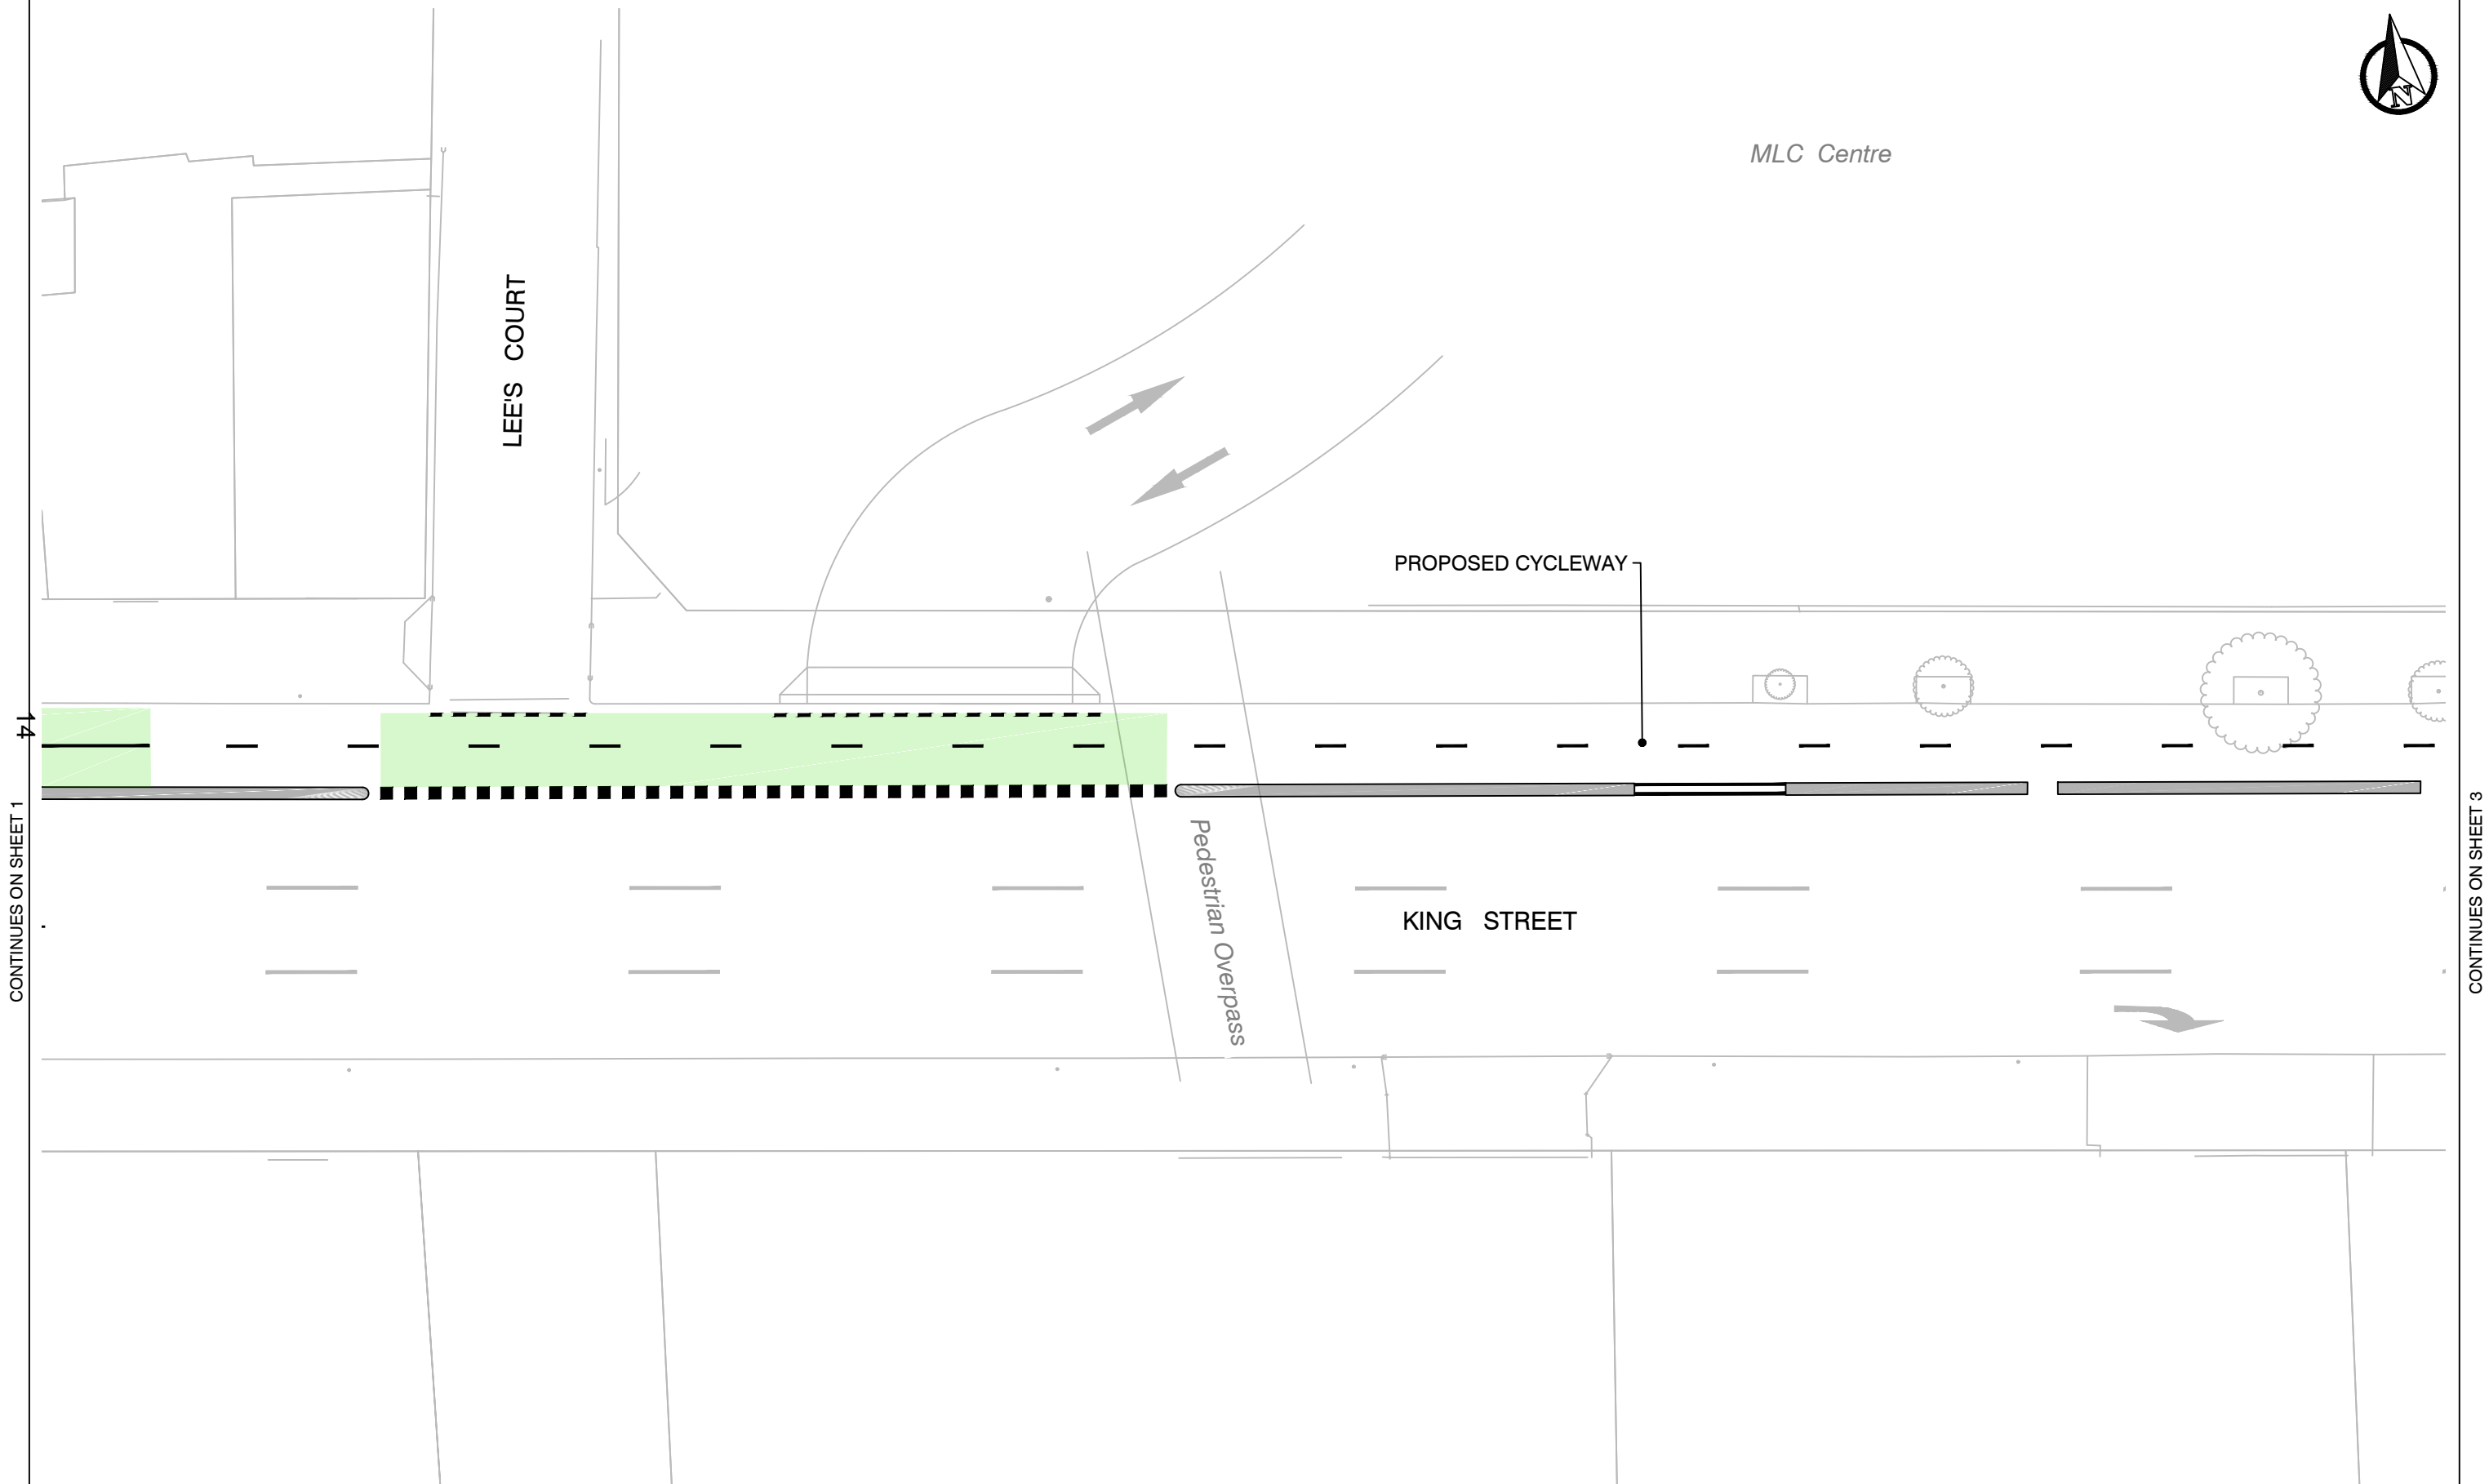 N
MLC Centre
LEE'S COURT
PROPOSED CYCLEWAY
14
CONTINUES ON SHEET 1
CONTINUES ON SHEET 3
Pedestrian Overpass
KING STREET